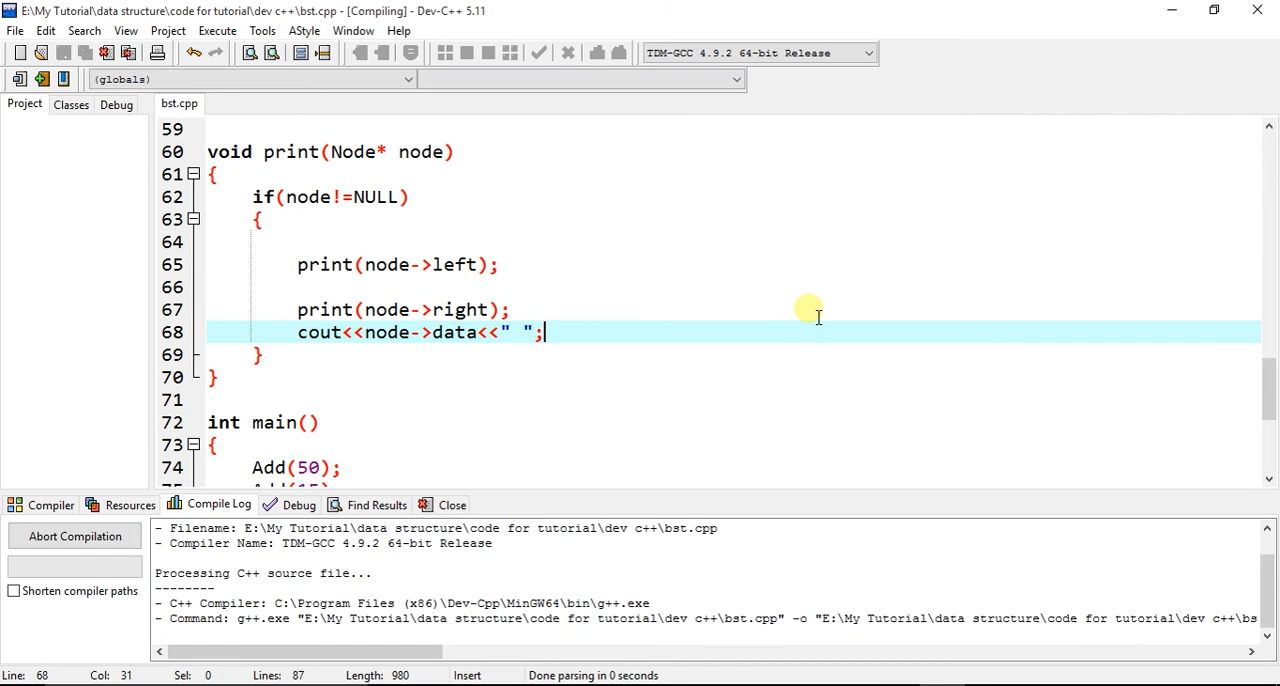 E:\My Tutorial\data structure\code for tutorial\dev c++\bst.cpp - [Compiling] - Dev-C++ 5.11
File Edit Search View Project Execute Tools AStyle Window Help
TDM-GCC 4.9.2 64-bit Release
(globals)
Project Classes Debug bst.cpp
59
60 void print(Node* node)
61 {
62 if(node!=NULL)
63 {
64
65 print(node->left);
66
67 print(node->right);
68 cout<<node->data<<" ";
69 }
70 }
71
72 int main()
73 {
74 Add(50);
Compiler Resources Compile Log Debug Find Results Close
Abort Compilation
Shorten compiler paths
- Filename: E:\My Tutorial\data structure\code for tutorial\dev c++\bst.cpp
- Compiler Name: TDM-GCC 4.9.2 64-bit Release
Processing C++ source file...
--------
- C++ Compiler: C:\Program Files (x86)\Dev-Cpp\MinGW64\bin\g++.exe
- Command: g++.exe "E:\My Tutorial\data structure\code for tutorial\dev c++\bst.cpp" -o "E:\My Tutorial\data structure\code for tutorial\dev c++\bs
Line: 68 Col: 31 Sel: 0 Lines: 87 Length: 980 Insert Done parsing in 0 seconds